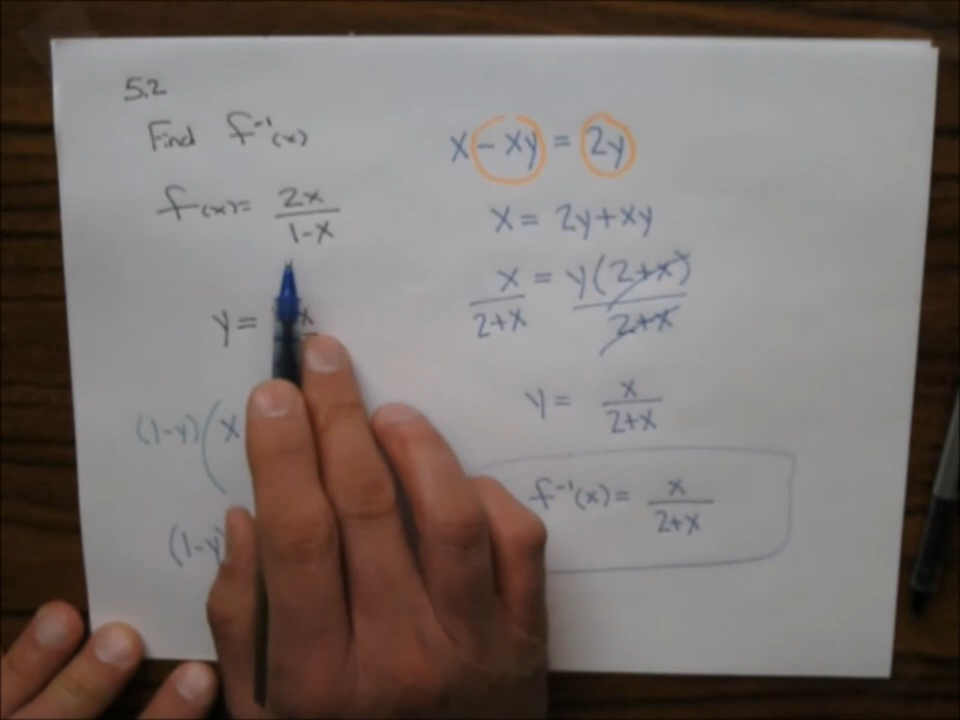 5.2
Find f⁻¹(x)
f(x) = 2x / 1-x
y =
(1-y)( x
(1-y)
x - xy = 2y
x = 2y + xy
x / 2+x = y(2+x) / 2+x
y = x / 2+x
f⁻¹(x) = x / 2+x